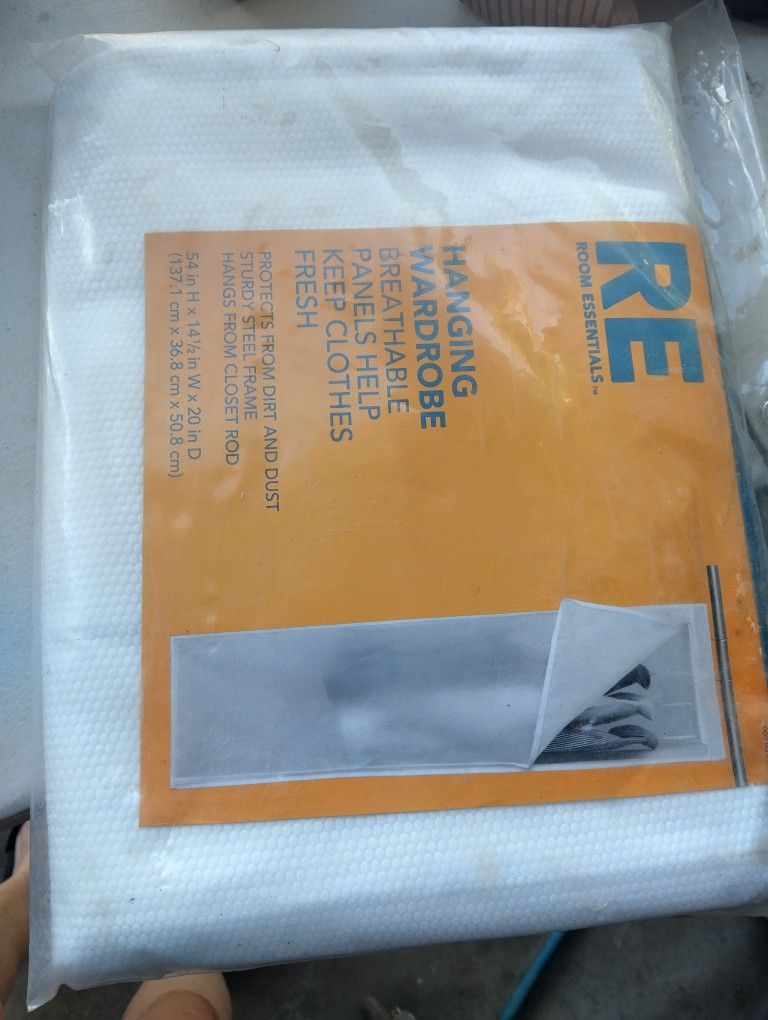 RE
ROOM ESSENTIALS™
HANGING
WARDROBE
BREATHABLE
PANELS HELP
KEEP CLOTHES
FRESH
PROTECTS FROM DIRT AND DUST
STURDY STEEL FRAME
HANGS FROM CLOSET ROD
54 in H x 14 ½ in W x 20 in D
(137.1 cm x 36.8 cm x 50.8 cm)